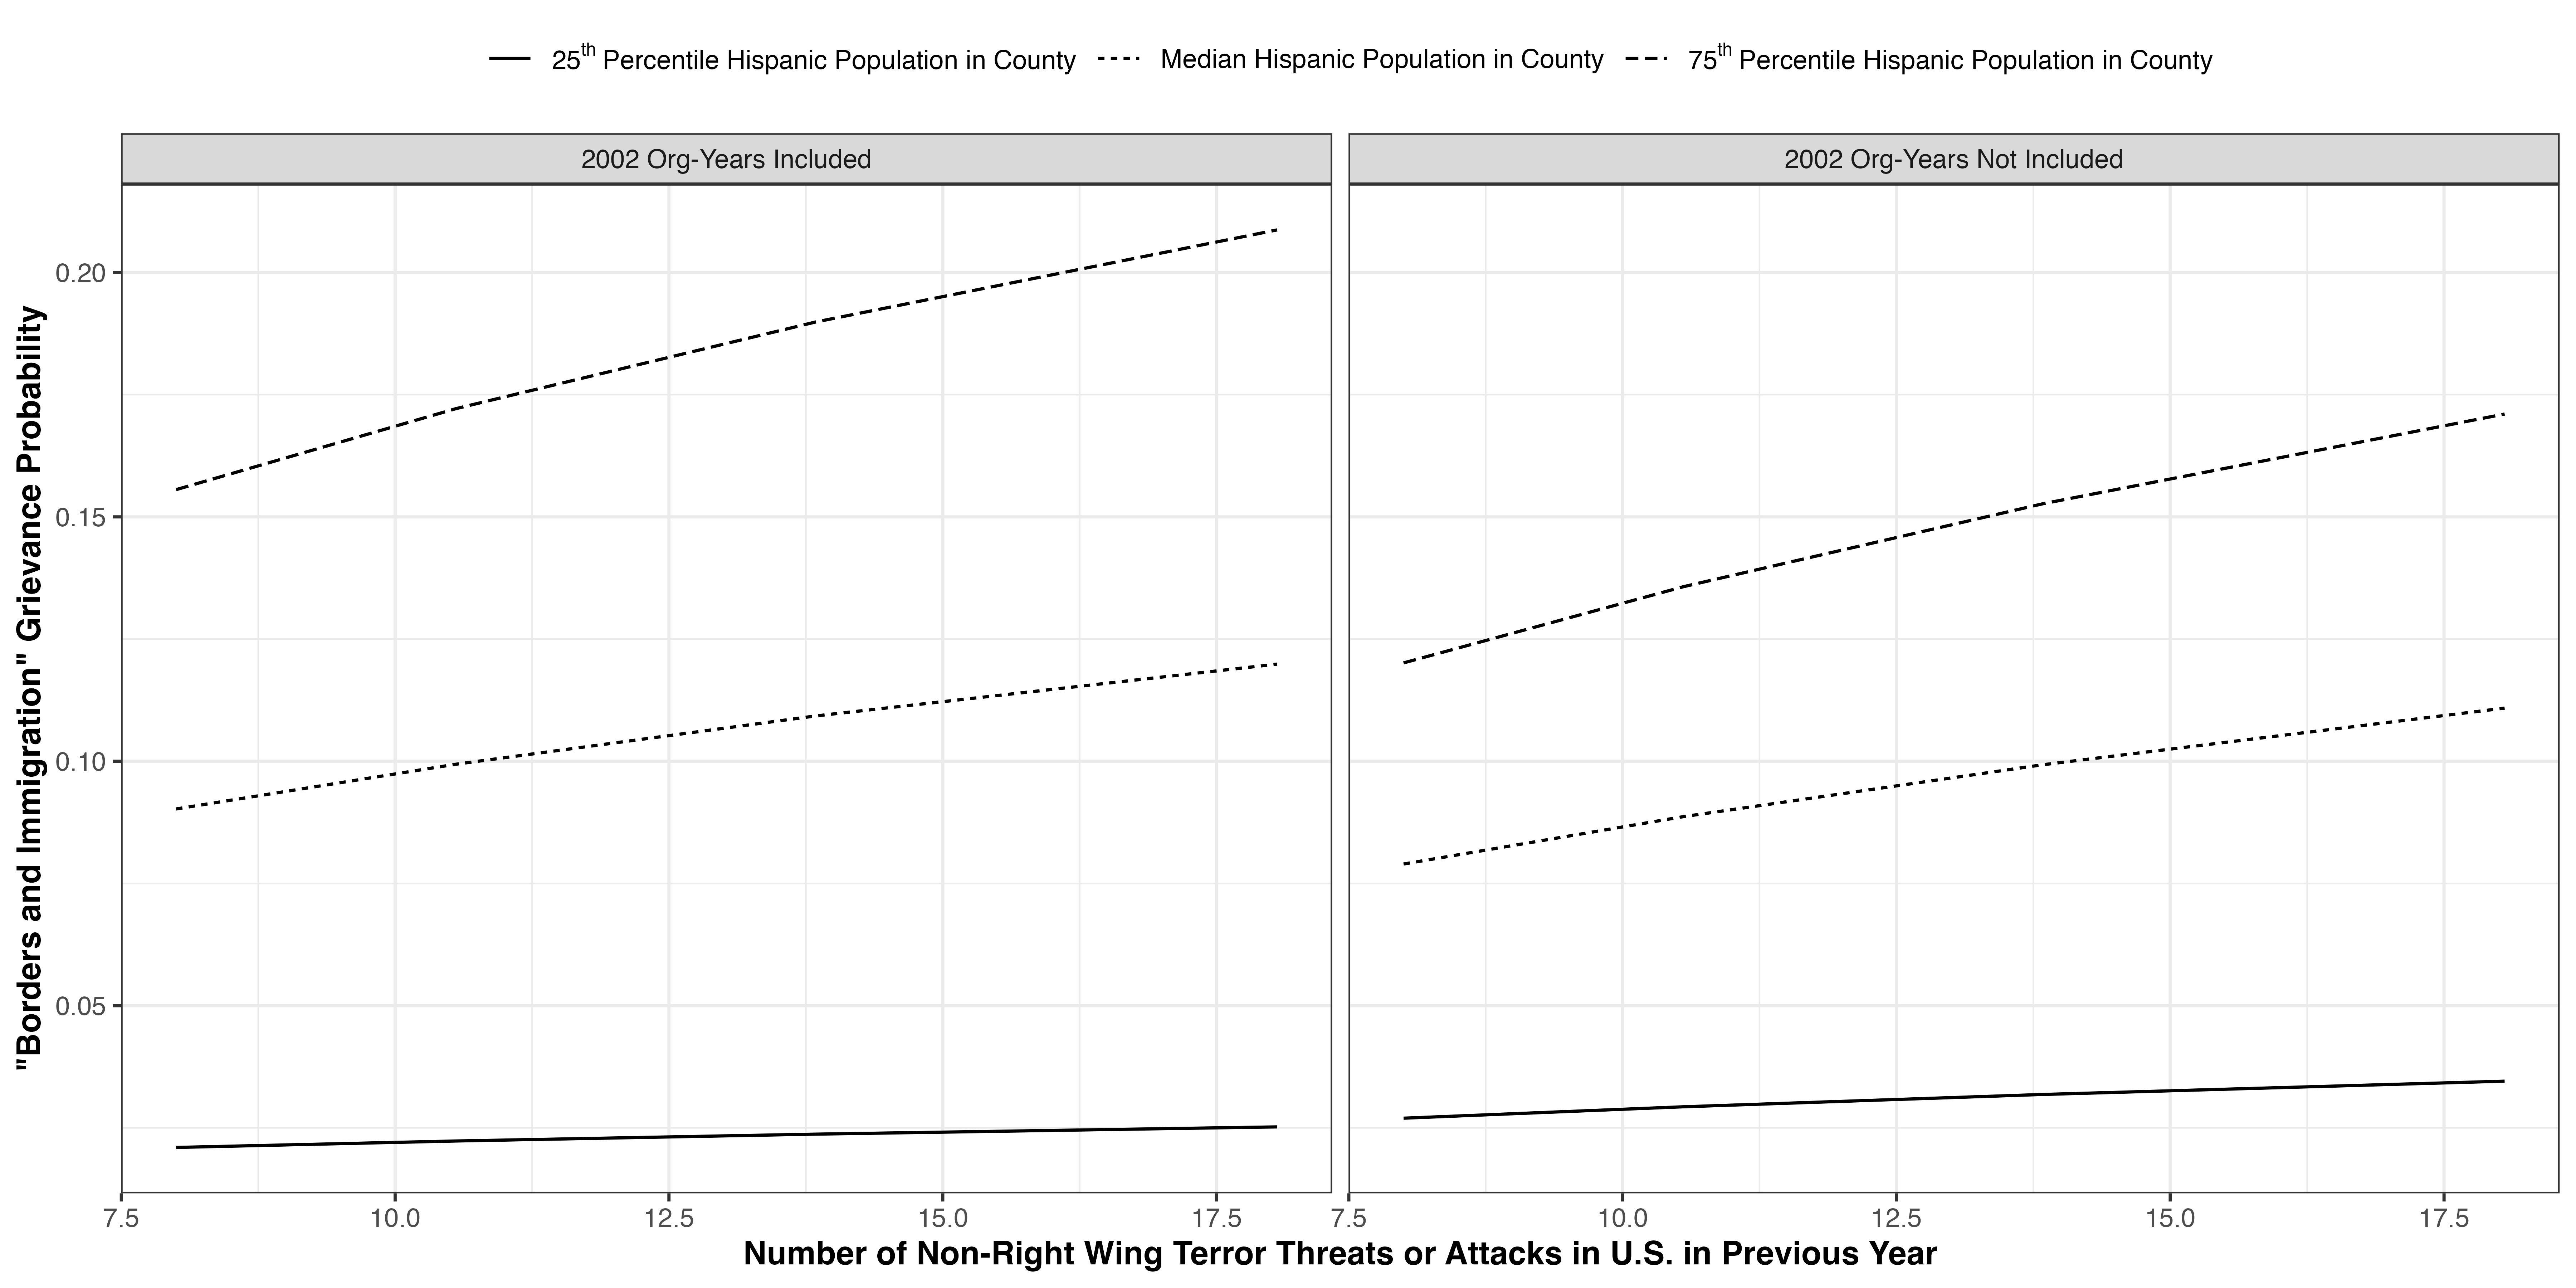 25th Percentile Hispanic Population in County Median Hispanic Population in County 75th Percentile Hispanic Population in County
2002 Org-Years Included
2002 Org-Years Not Included
"Borders and Immigration" Grievance Probability
0.20
0.15
0.10
0.05
7.5 10.0 12.5 15.0 17.5
7.5 10.0 12.5 15.0 17.5
Number of Non-Right Wing Terror Threats or Attacks in U.S. in Previous Year